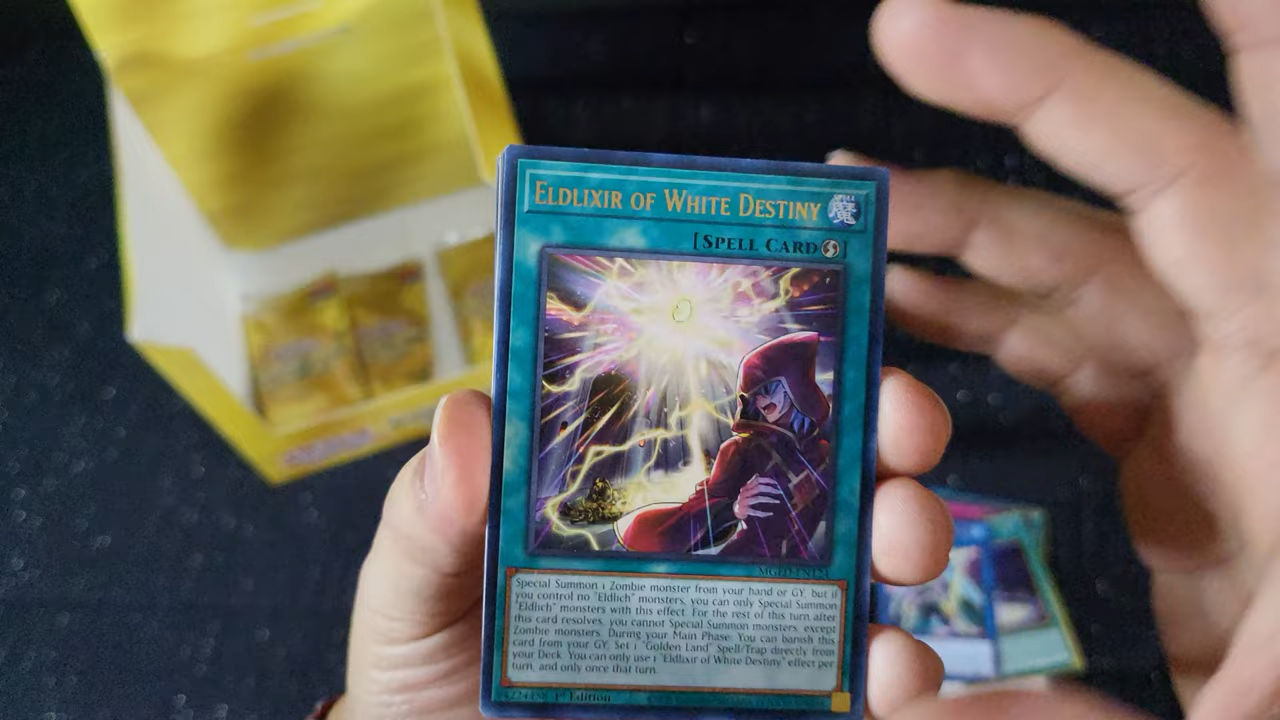 ELDLIXIR OF WHITE DESTINY
魔
[SPELL CARD]
MGED-EN124
Special Summon 1 Zombie monster from your hand or GY, but if
you control no "Eldlich" monsters, you can only Special Summon
"Eldlich" monsters with this effect. For the rest of this turn after
this card resolves, you cannot Special Summon monsters, except
Zombie monsters. During your Main Phase: You can banish this
card from your GY; Set 1 "Golden Land" Spell/Trap directly from
your Deck. You can only use 1 "Eldlixir of White Destiny" effect per
turn, and only once that turn.
1st Edition